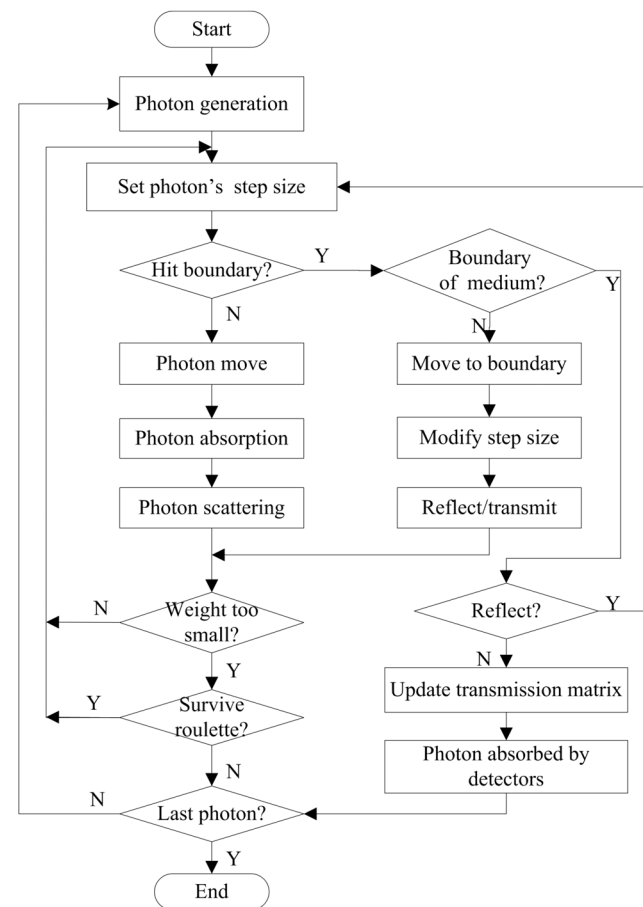 Start
Photon generation
Set photon's step size
Hit boundary?
Y
Boundary
of medium?
Y
N
N
Photon move
Move to boundary
Photon absorption
Modify step size
Photon scattering
Reflect/transmit
N
Weight too
small?
Y
Reflect?
Y
N
Update transmission matrix
Y
Survive
roulette?
N
Photon absorbed by
detectors
N
Last photon?
Y
End